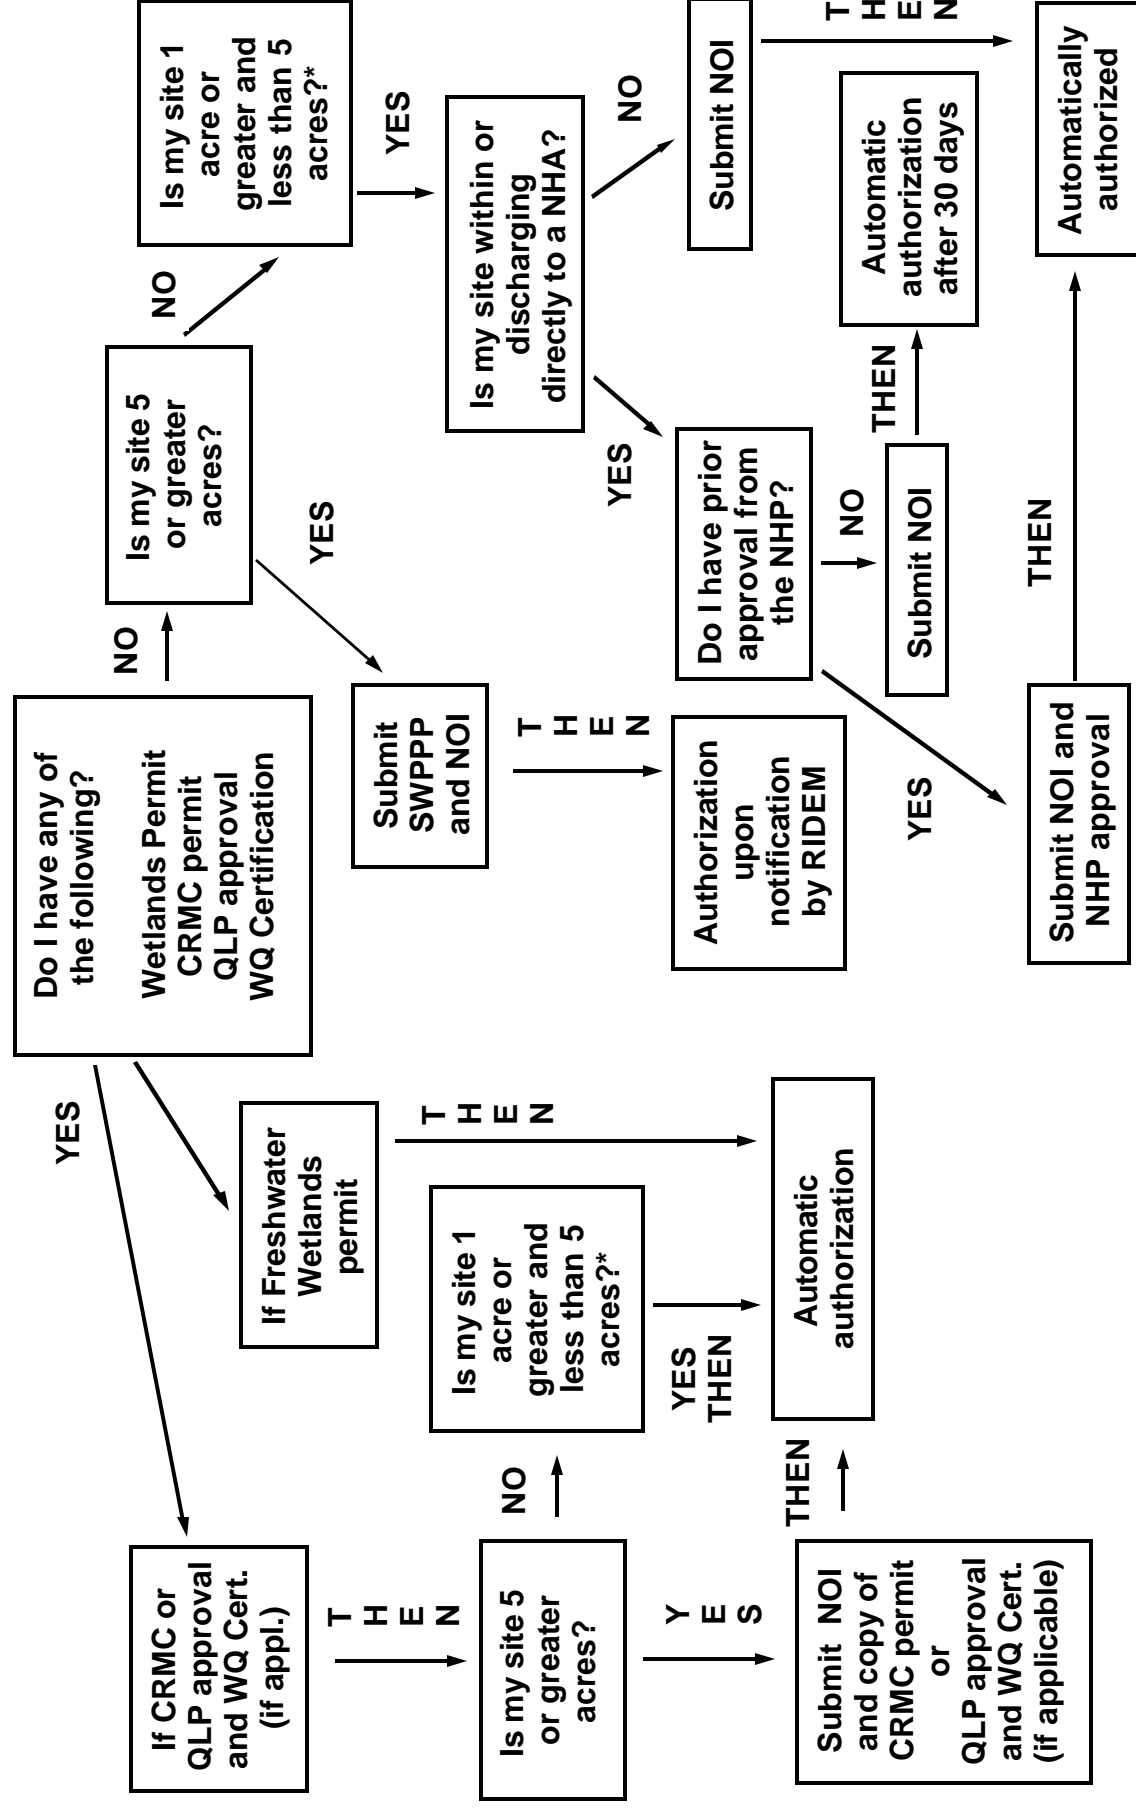 Do I have any of
the following?
Wetlands Permit
CRMC permit
QLP approval
WQ Certification
YES
NO
If CRMC or
QLP approval
and WQ Cert.
(if appl.)
T
H
E
N
Is my site 5
or greater
acres?
NO
Y
E
S
Submit NOI
and copy of
CRMC permit
or
QLP approval
and WQ Cert.
(if applicable)
THEN
If Freshwater
Wetlands
permit
T
H
E
N
Is my site 1
acre or
greater and
less than 5
acres?*
YES
THEN
Automatic
authorization
Is my site 5
or greater
acres?
YES
NO
Submit
SWPPP
and NOI
T
H
E
N
Authorization
upon
notification
by RIDEM
Is my site 1
acre or
greater and
less than 5
acres?*
YES
Is my site within or
discharging
directly to a NHA?
YES
NO
Do I have prior
approval from
the NHP?
YES
NO
Submit NOI
THEN
Automatic
authorization
after 30 days
Submit NOI and
NHP approval
THEN
Submit NOI
T
H
E
N
Automatically
authorized